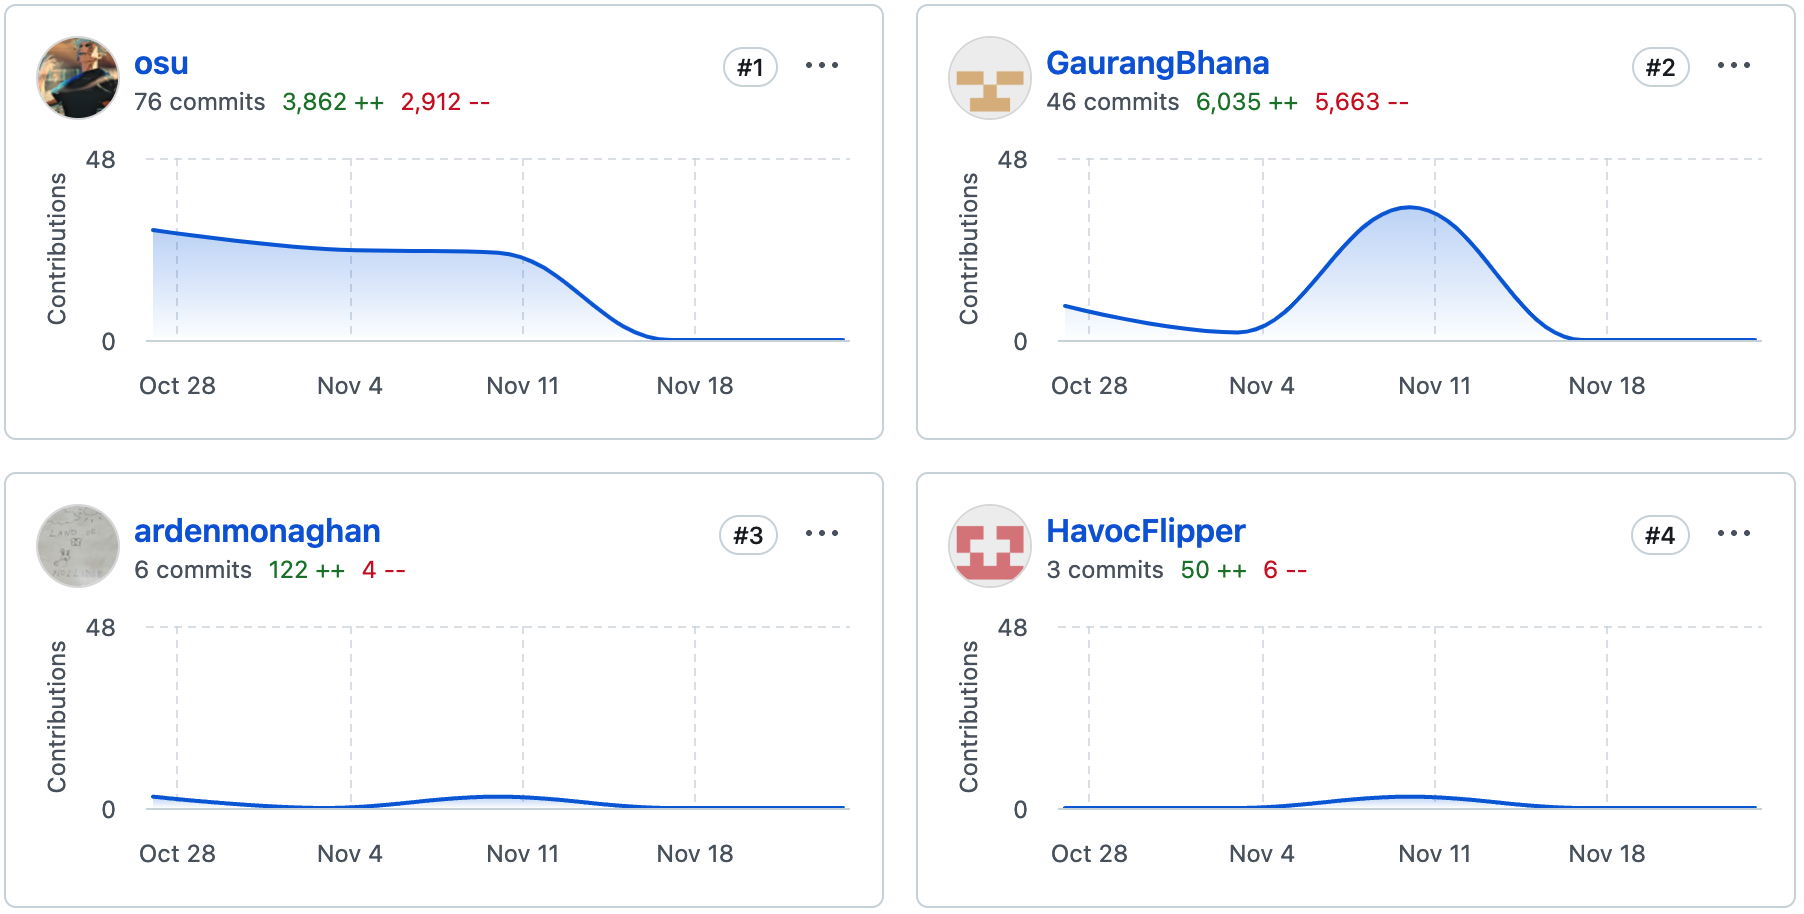 osu
#1
76 commits 3,862 ++ 2,912 --
Contributions
48
0
Oct 28 Nov 4 Nov 11 Nov 18
GaurangBhana
#2
46 commits 6,035 ++ 5,663 --
Contributions
48
0
Oct 28 Nov 4 Nov 11 Nov 18
ardenmonaghan
#3
6 commits 122 ++ 4 --
Contributions
48
0
Oct 28 Nov 4 Nov 11 Nov 18
HavocFlipper
#4
3 commits 50 ++ 6 --
Contributions
48
0
Oct 28 Nov 4 Nov 11 Nov 18